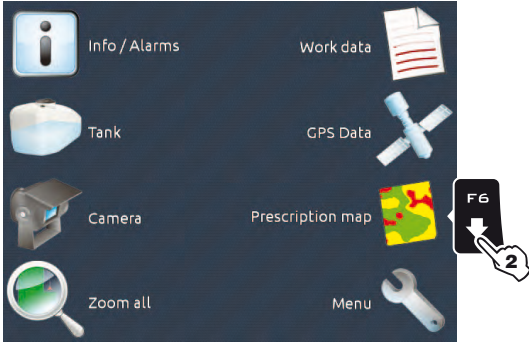 Info / Alarms
Work data
Tank
GPS Data
Camera
Prescription map
F6
2
Zoom all
Menu